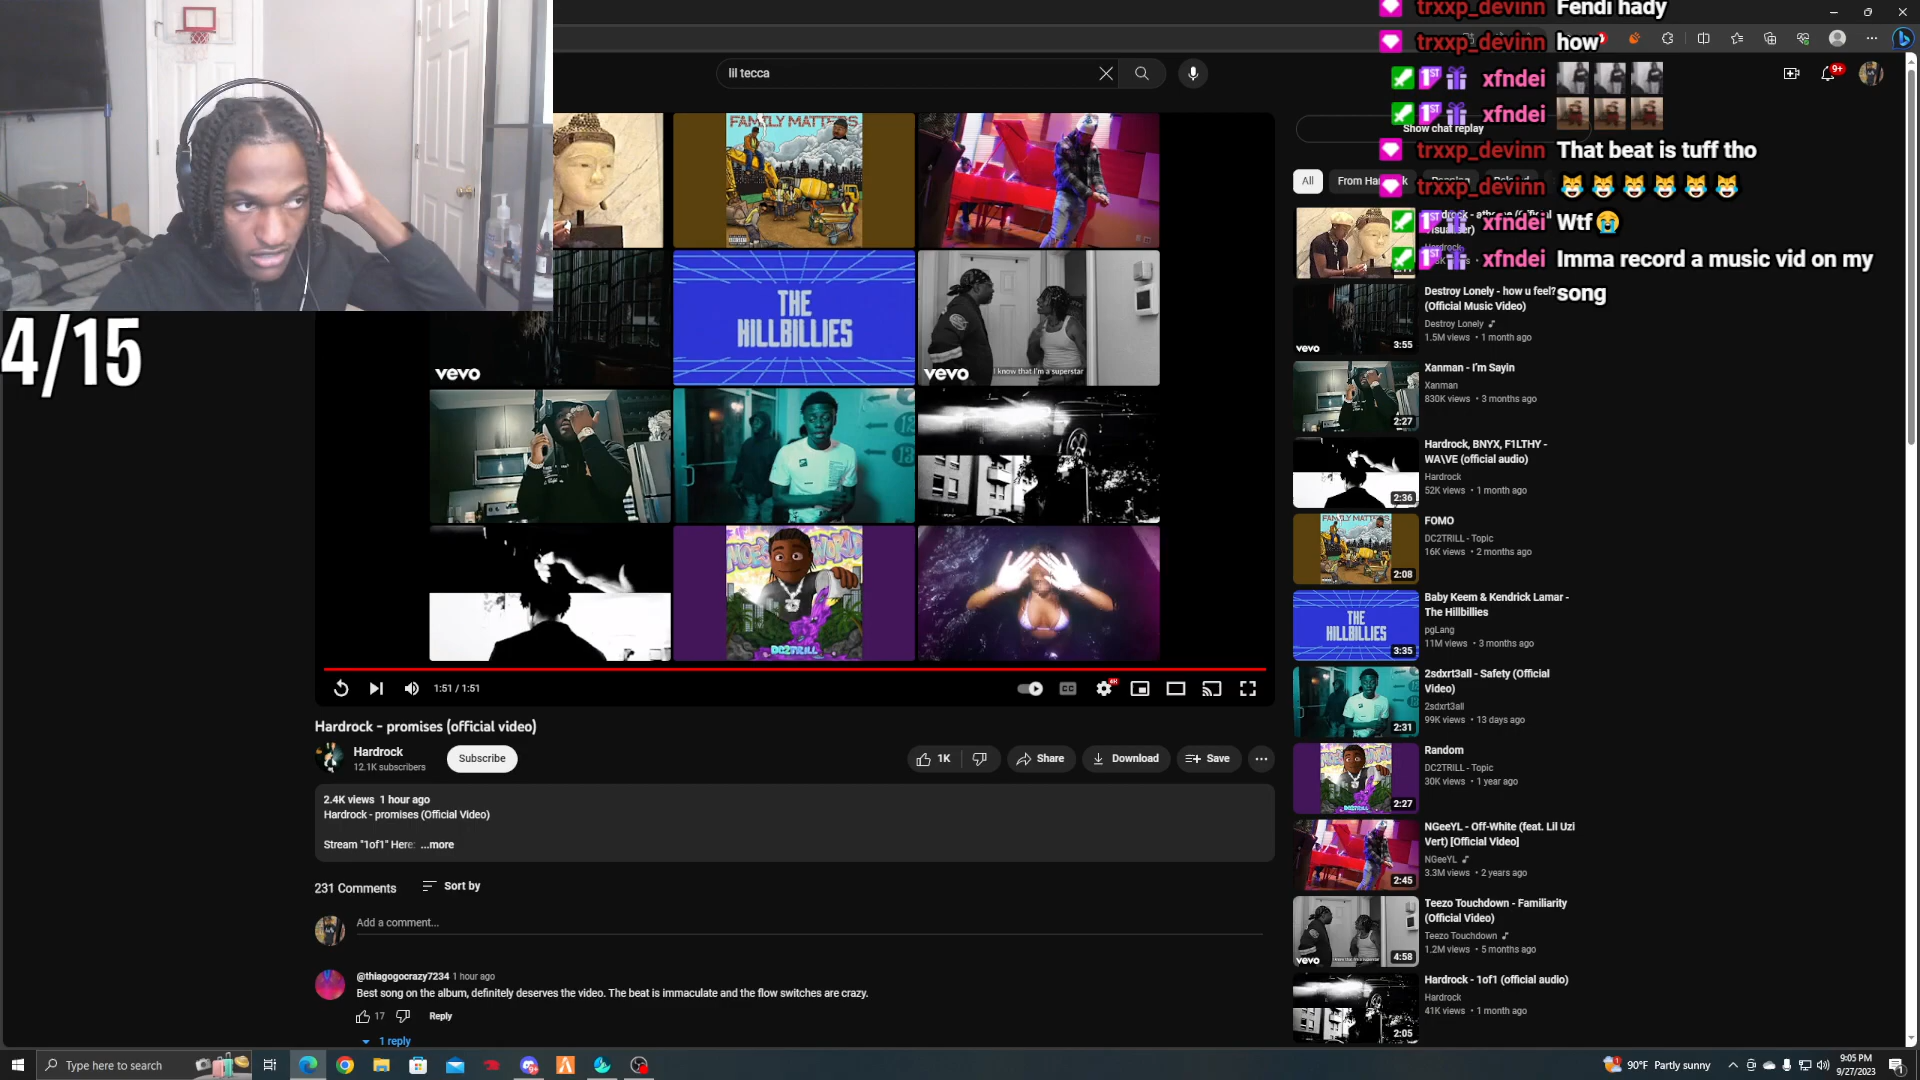 trxxp_devinn Fendi hady
trxxp_devinn how
xfndei
xfndei
trxxp_devinn That beat is tuff tho
trxxp_devinn
xfndei Wtf
xfndei Imma record a music vid on my
song
4/15
lil tecca
9+
Show chat replay
All
FAMILY MATTERS
vevo
THE
HILLBILLIES
vevo
I know that I'm a superstar
DC2TRILL
1:51 / 1:51
CC
Hardrock - promises (official video)
Hardrock
12.1K subscribers
Subscribe
1K
Share
Download
Save
2.4K views 1 hour ago
Hardrock - promises (Official Video)
Stream "1of1" Here: ...more
231 Comments
Sort by
Add a comment...
@thiagogocrazy7234 1 hour ago
Best song on the album, definitely deserves the video. The beat is immaculate and the flow switches are crazy.
17
Reply
1 reply
Destroy Lonely - how u feel?
(Official Music Video)
Destroy Lonely
1.5M views • 1 month ago
vevo
3:55
Xanman - I'm Sayin
Xanman
830K views • 3 months ago
2:27
Hardrock, BNYX, F1LTHY -
WA\VE (official audio)
Hardrock
52K views • 1 month ago
2:36
FOMO
DC2TRILL - Topic
16K views • 2 months ago
FAMILY MATTERS
2:08
Baby Keem & Kendrick Lamar -
The Hillbillies
pgLang
11M views • 3 months ago
THE
HILLBILLIES
3:35
2sdxrt3all - Safety (Official
Video)
2sdxrt3all
99K views • 13 days ago
2:31
Random
DC2TRILL - Topic
30K views • 1 year ago
2:27
NGeeYL - Off-White (feat. Lil Uzi
Vert) [Official Video]
NGeeYL
3.3M views • 2 years ago
2:45
Teezo Touchdown - Familiarity
(Official Video)
Teezo Touchdown
1.2M views • 5 months ago
vevo
4:58
Hardrock - 1of1 (official audio)
Hardrock
41K views • 1 month ago
2:05
Type here to search
90°F Partly sunny
9:05 PM
9/27/2023